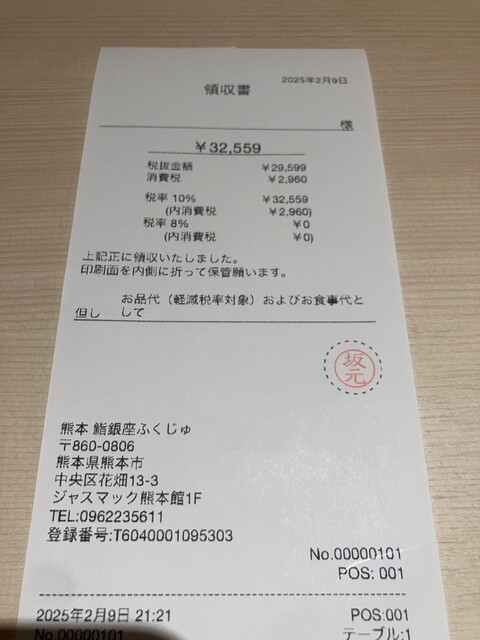 2025年2月9日
領収書
様
￥32,559
税抜金額 ￥29,599
消費税 ￥2,960
税率 10% ￥32,559
(内消費税 ￥2,960)
税率 8% ￥0
(内消費税 ￥0)
上記正に領収いたしました。
印刷面を内側に折って保管願います。
お品代（軽減税率対象）およびお食事代と
但し して
坂元
熊本 鮨銀座ふくじゅ
〒860-0806
熊本県熊本市
中央区花畑13-3
ジャスマック熊本館1F
TEL:0962235611
登録番号:T6040001095303
No.00000101
POS: 001
2025年2月9日 21:21 POS:001
No.00000101 テーブル:1